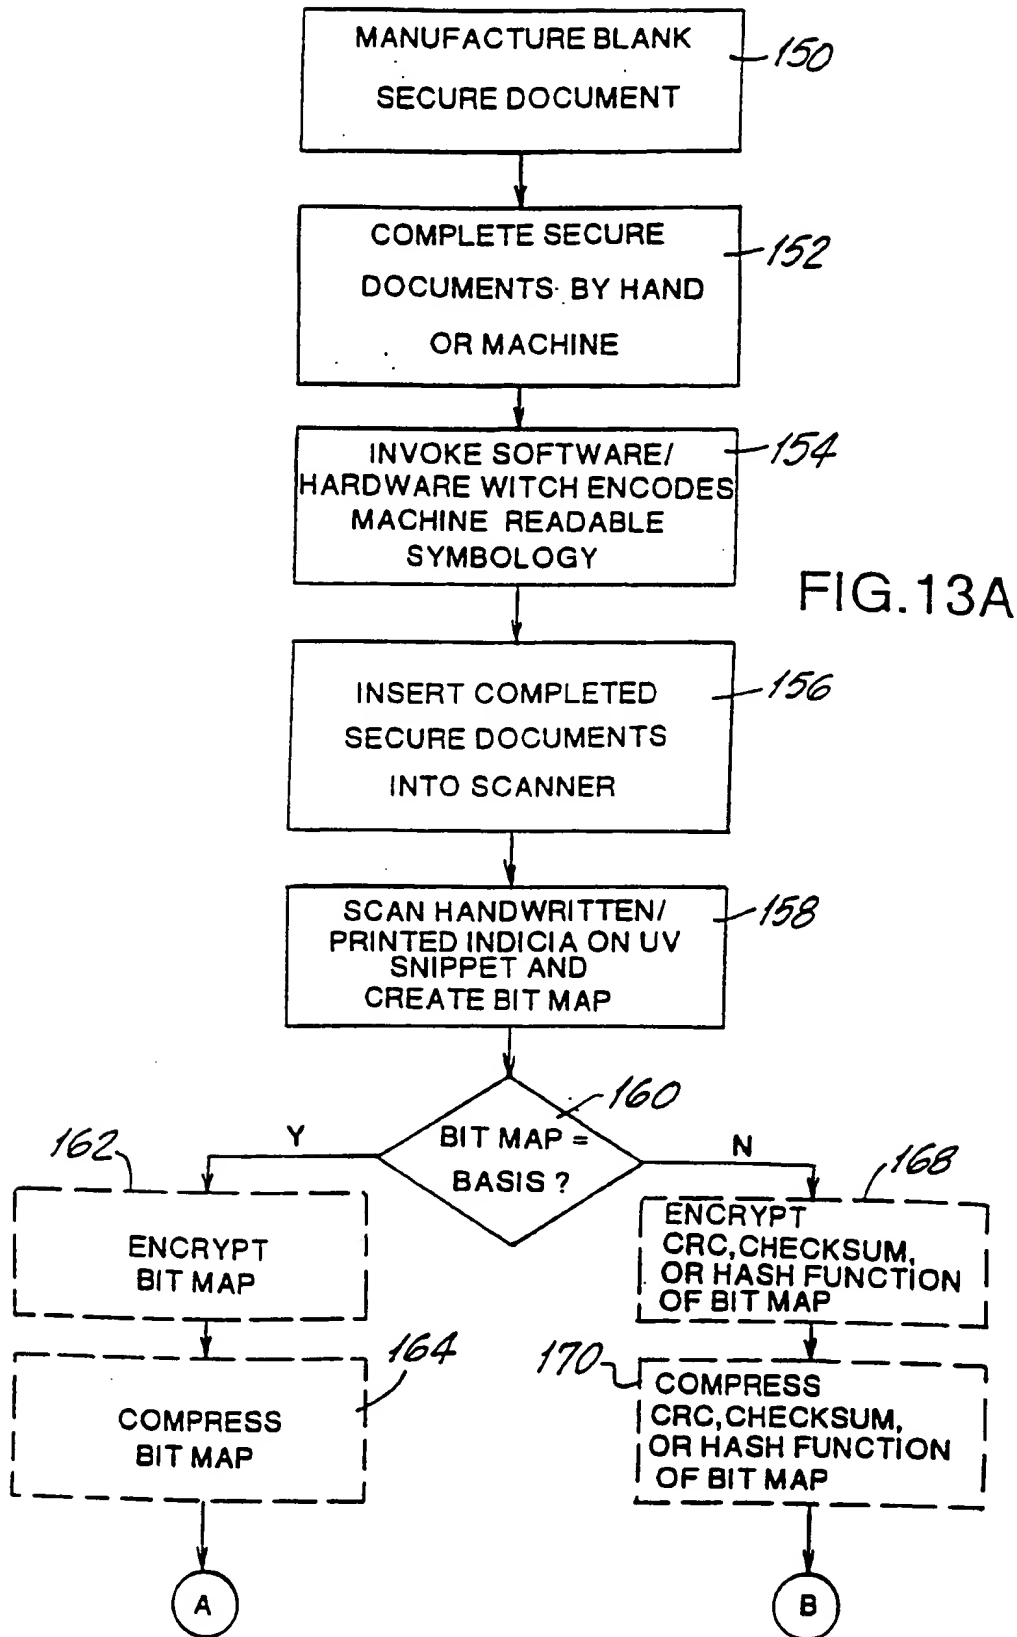 MANUFACTURE BLANK
SECURE DOCUMENT
150
COMPLETE SECURE
DOCUMENTS BY HAND
OR MACHINE
152
INVOKE SOFTWARE/
HARDWARE WITCH ENCODES
MACHINE READABLE
SYMBOLOGY
154
FIG.13A
INSERT COMPLETED
SECURE DOCUMENTS
INTO SCANNER
156
SCAN HANDWRITTEN/
PRINTED INDICIA ON UV
SNIPPET AND
CREATE BIT MAP
158
160
BIT MAP =
BASIS ?
Y
N
162
ENCRYPT
BIT MAP
168
ENCRYPT
CRC, CHECKSUM,
OR HASH FUNCTION
OF BIT MAP
164
COMPRESS
BIT MAP
170
COMPRESS
CRC, CHECKSUM,
OR HASH FUNCTION
OF BIT MAP
A
B